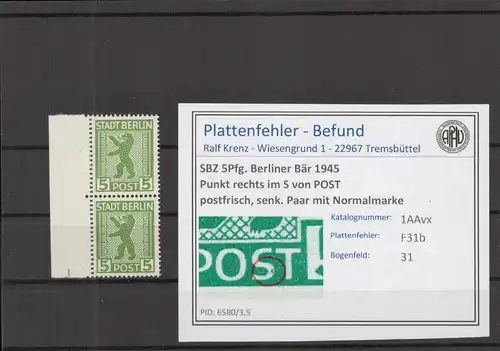 STADT BERLIN
5 POST 5
STADT BERLIN
5 POST 5
Plattenfehler - Befund
Ralf Krenz - Wiesengrund 1 - 22967 Tremsbüttel
SBZ 5Pfg. Berliner Bär 1945
Punkt rechts im S von POST
postfrisch, senk. Paar mit Normalmarke
Katalognummer: 1AAvx
Plattenfehler: F31b
Bogenfeld: 31
POST
PID: 6580/3,5